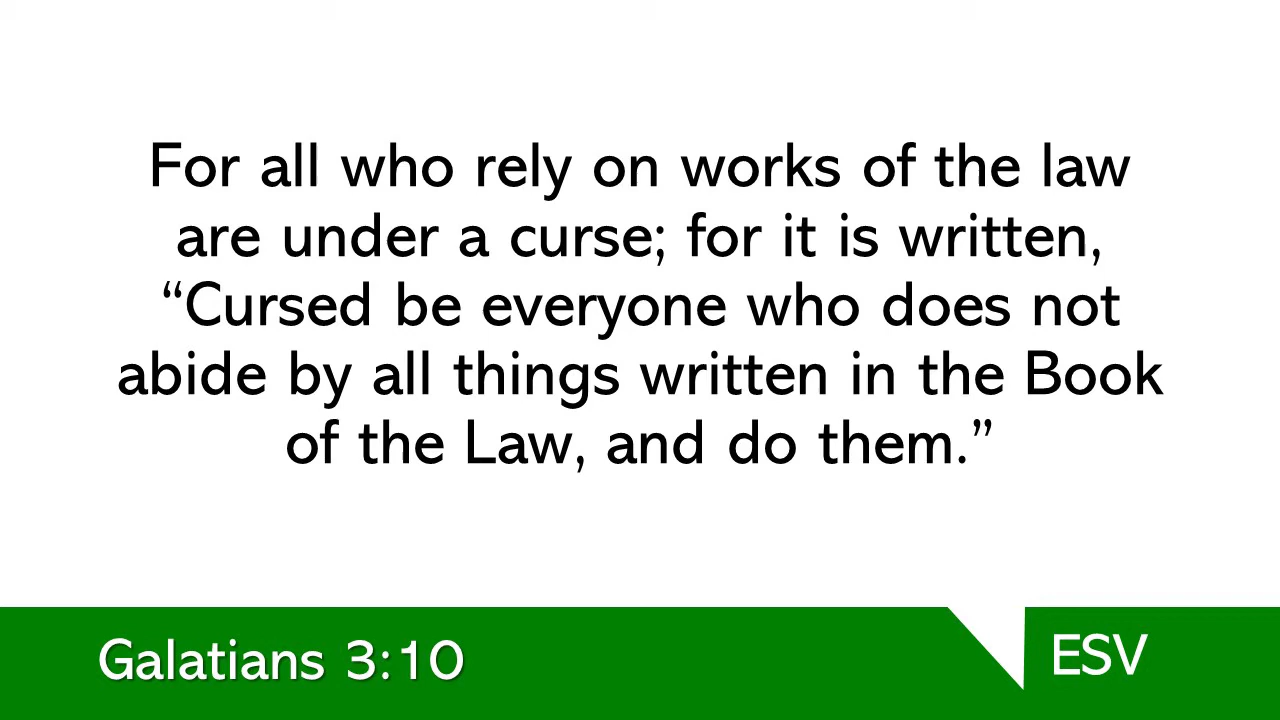 For all who rely on works of the law
are under a curse; for it is written,
“Cursed be everyone who does not
abide by all things written in the Book
of the Law, and do them.”
Galatians 3:10
ESV